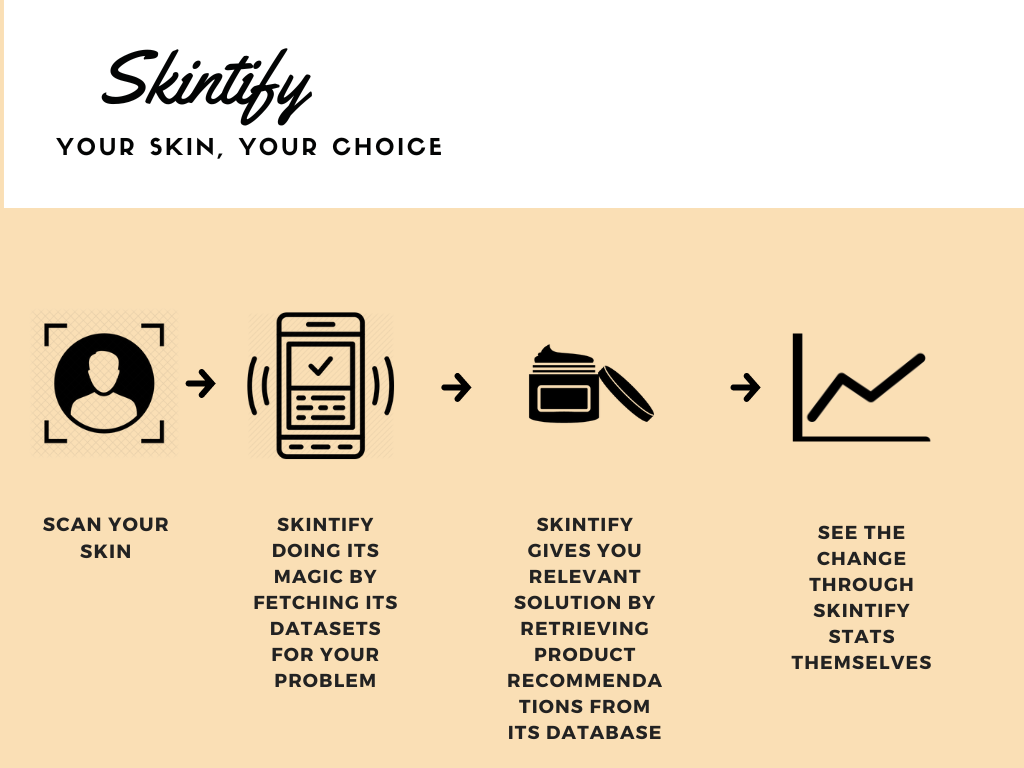 Skintify
YOUR SKIN, YOUR CHOICE
SCAN YOUR
SKIN
SKINTIFY
DOING ITS
MAGIC BY
FETCHING ITS
DATASETS
FOR YOUR
PROBLEM
SKINTIFY
GIVES YOU
RELEVANT
SOLUTION BY
RETRIEVING
PRODUCT
RECOMMENDA
TIONS FROM
ITS DATABASE
SEE THE
CHANGE
THROUGH
SKINTIFY
STATS
THEMSELVES